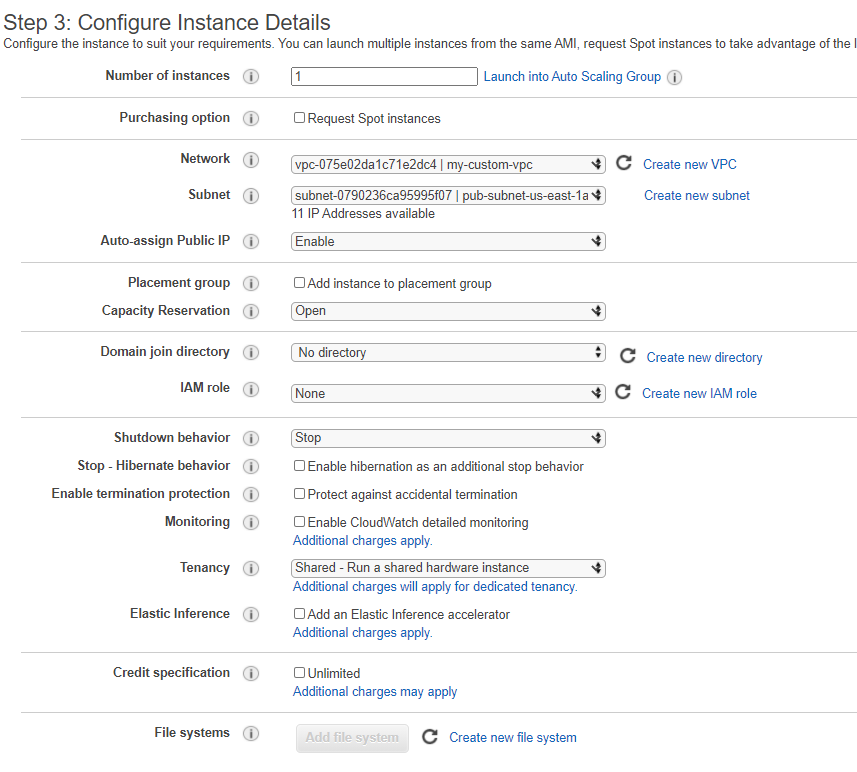 Step 3: Configure Instance Details
Configure the instance to suit your requirements. You can launch multiple instances from the same AMI, request Spot instances to take advantage of the l
Number of instances i 1 Launch into Auto Scaling Group i
Purchasing option i Request Spot instances
Network i vpc-075e02da1c71e2dc4 | my-custom-vpc Create new VPC
Subnet i subnet-0790236ca95995f07 | pub-subnet-us-east-1a Create new subnet
11 IP Addresses available
Auto-assign Public IP i Enable
Placement group i Add instance to placement group
Capacity Reservation i Open
Domain join directory i No directory Create new directory
IAM role i None Create new IAM role
Shutdown behavior i Stop
Stop - Hibernate behavior i Enable hibernation as an additional stop behavior
Enable termination protection i Protect against accidental termination
Monitoring i Enable CloudWatch detailed monitoring
Additional charges apply.
Tenancy i Shared - Run a shared hardware instance
Additional charges will apply for dedicated tenancy.
Elastic Inference i Add an Elastic Inference accelerator
Additional charges apply.
Credit specification i Unlimited
Additional charges may apply
File systems i Add file system Create new file system